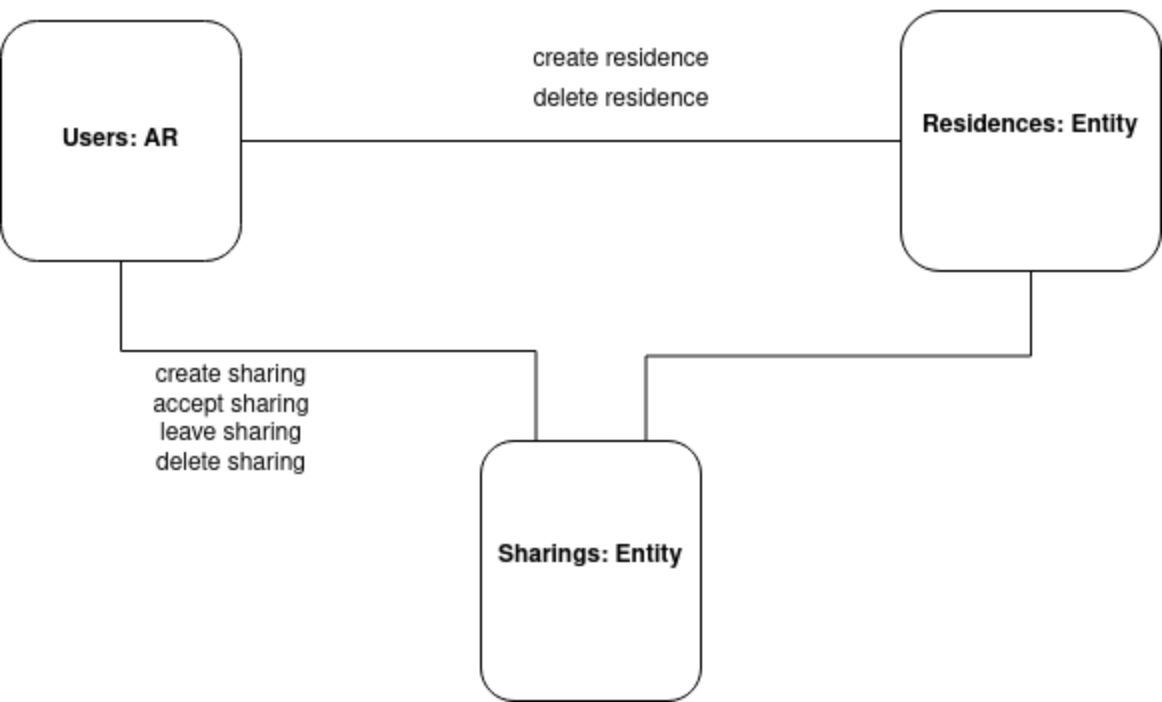 create residence
delete residence
Users: AR
Residences: Entity
create sharing
accept sharing
leave sharing
delete sharing
Sharings: Entity